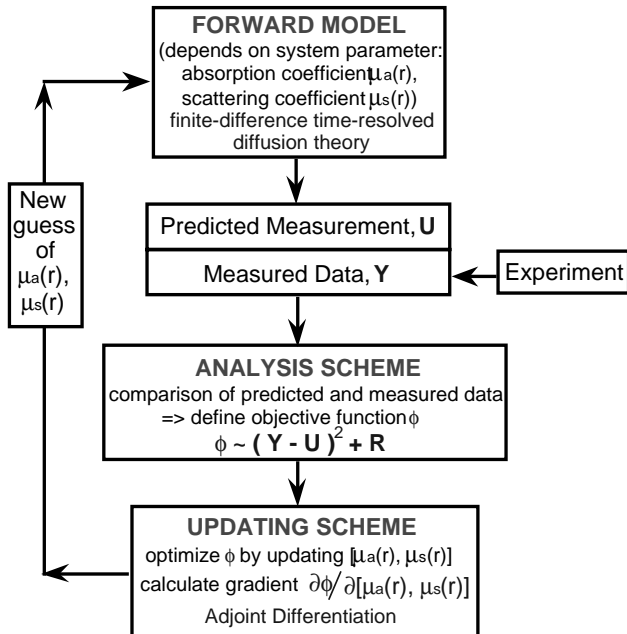 FORWARD MODEL
(depends on system parameter:
absorption coefficient μa(r),
scattering coefficient μs(r))
finite-difference time-resolved
diffusion theory
New
guess
of
μa(r),
μs(r)
Predicted Measurement, U
Measured Data, Y
Experiment
ANALYSIS SCHEME
comparison of predicted and measured data
=> define objective function ϕ
ϕ ~ ( Y - U )² + R
UPDATING SCHEME
optimize ϕ by updating [μa(r), μs(r)]
calculate gradient ∂ϕ/∂[μa(r), μs(r)]
Adjoint Differentiation